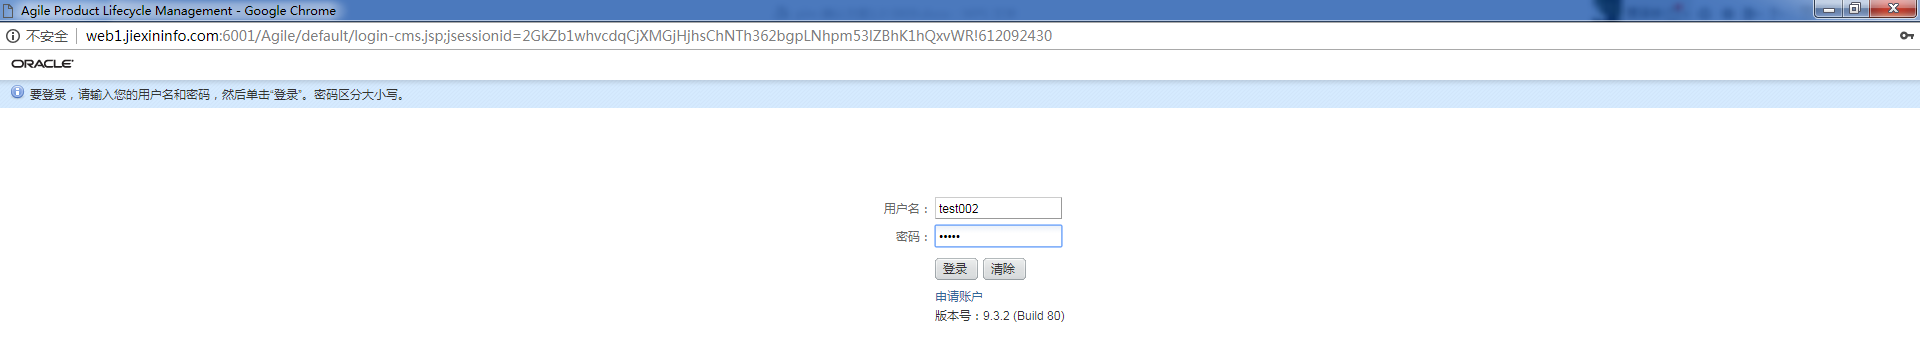 Agile Product Lifecycle Management - Google Chrome
不安全 web1.jiexininfo.com:6001/Agile/default/login-cms.jsp;jsessionid=2GkZb1whvcdqCjXMGjHjhsChNTh362bgpLNhpm53IZBhK1hQxvWR!612092430
ORACLE
要登录，请输入您的用户名和密码，然后单击“登录”。密码区分大小写。
用户名： test002
密码： •••••
登录 清除
申请账户
版本号：9.3.2 (Build 80)